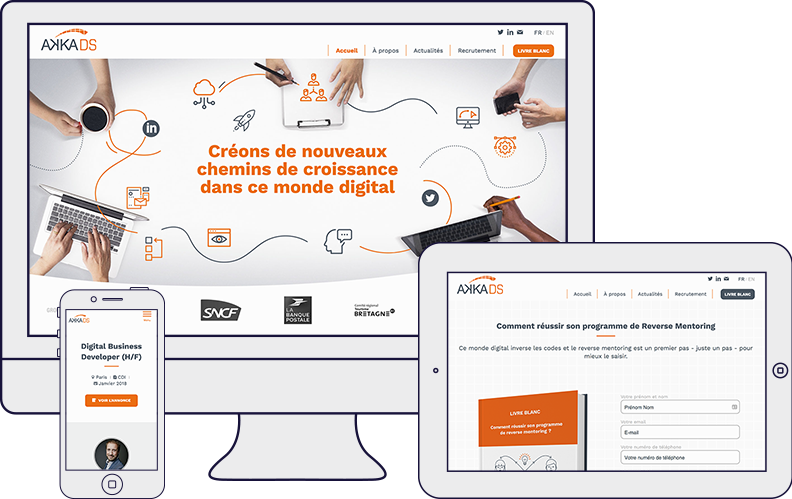 AKKA DS
FR / EN
Accueil
À propos
Actualités
Recrutement
LIVRE BLANC
in
Créons de nouveaux
chemins de croissance
dans ce monde digital
SNCF
LA
BANQUE
POSTALE
Comité régional
Tourisme
BRETAGNE
AKKA DS
Menu
Digital Business
Developer (H/F)
Paris
CDI
Janvier 2018
VOIR L'ANNONCE
AKKA DS
FR / EN
Accueil
À propos
Actualités
Recrutement
LIVRE BLANC
Comment réussir son programme de Reverse Mentoring
Ce monde digital inverse les codes et le reverse mentoring est un premier pas - juste un pas - pour
mieux le saisir.
LIVRE BLANC
Comment réussir son programme
de reverse mentoring ?
Votre prénom et nom
Prénom Nom
Votre email
E-mail
Votre numéro de téléphone
Votre numéro de téléphone